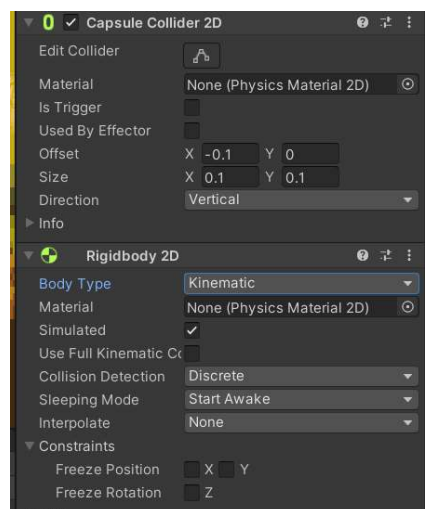 Capsule Collider 2D
Edit Collider
Material None (Physics Material 2D)
Is Trigger
Used By Effector
Offset X -0.1 Y 0
Size X 0.1 Y 0.1
Direction Vertical
Info
Rigidbody 2D
Body Type Kinematic
Material None (Physics Material 2D)
Simulated
Use Full Kinematic Co
Collision Detection Discrete
Sleeping Mode Start Awake
Interpolate None
Constraints
Freeze Position X Y
Freeze Rotation Z